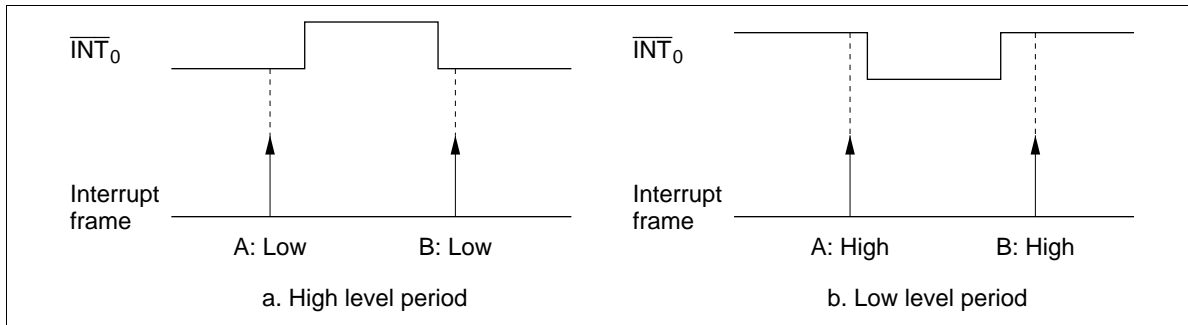 INT0
Interrupt
frame
A: Low B: Low
a. High level period
INT0
Interrupt
frame
A: High B: High
b. Low level period